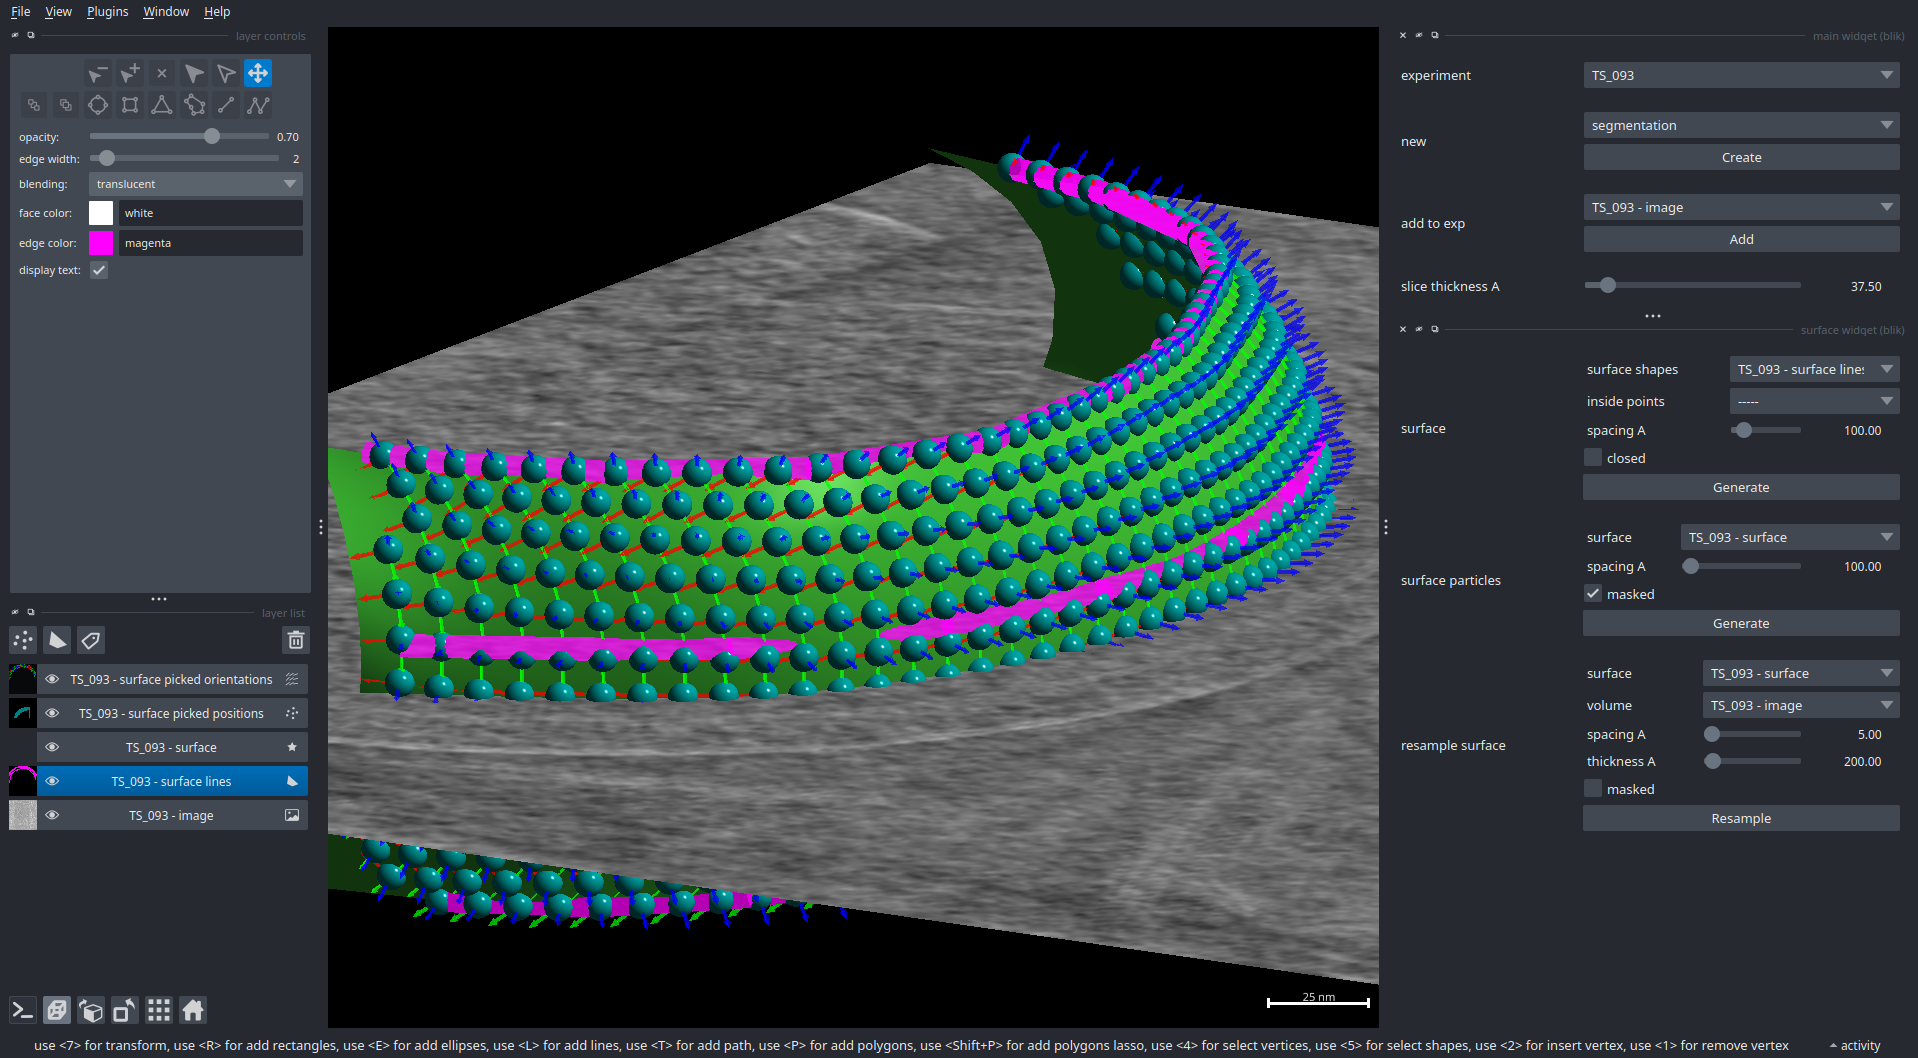 File View Plugins Window Help
layer controls
opacity: 0.70
edge width: 2
blending: translucent
face color: white
edge color: magenta
display text:
layer list
TS_093 - surface picked orientations
TS_093 - surface picked positions
TS_093 - surface
TS_093 - surface lines
TS_093 - image
25 nm
main widget (blik)
experiment TS_093
new segmentation
Create
add to exp TS_093 - image
Add
slice thickness A 37.50
surface widget (blik)
surface
surface shapes TS_093 - surface lines
inside points -----
spacing A 100.00
closed
Generate
surface particles
surface TS_093 - surface
spacing A 100.00
masked
Generate
resample surface
surface TS_093 - surface
volume TS_093 - image
spacing A 5.00
thickness A 200.00
masked
Resample
use <7> for transform, use <R> for add rectangles, use <E> for add ellipses, use <L> for add lines, use <T> for add path, use <P> for add polygons, use <Shift+P> for add polygons lasso, use <4> for select vertices, use <5> for select shapes, use <2> for insert vertex, use <1> for remove vertex
activity